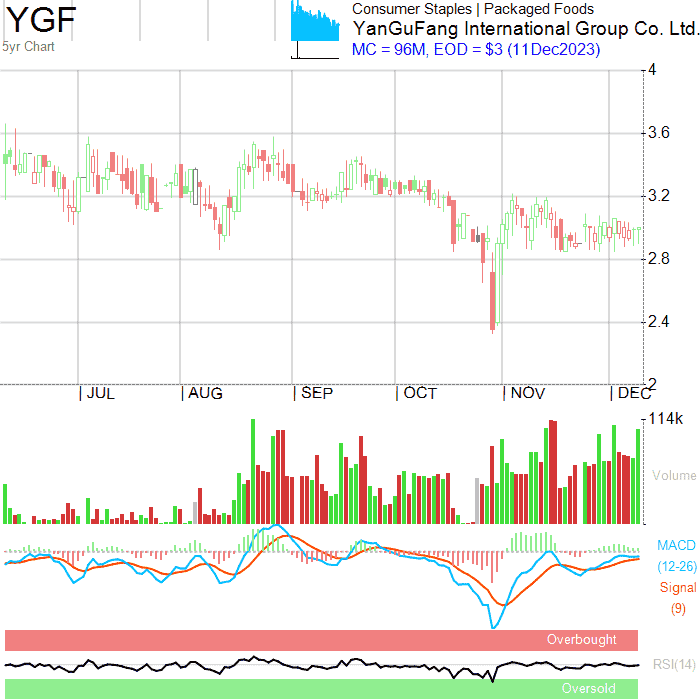 YGF
5yr Chart
Consumer Staples | Packaged Foods
YanGuFang International Group Co. Ltd.
MC = 96M, EOD = $3 (11Dec2023)
4
3.6
3.2
2.8
2.4
2
| JUL | AUG | SEP | OCT | NOV | DEC
114k
Volume
MACD
(12-26)
Signal
(9)
Overbought
RSI(14)
Oversold